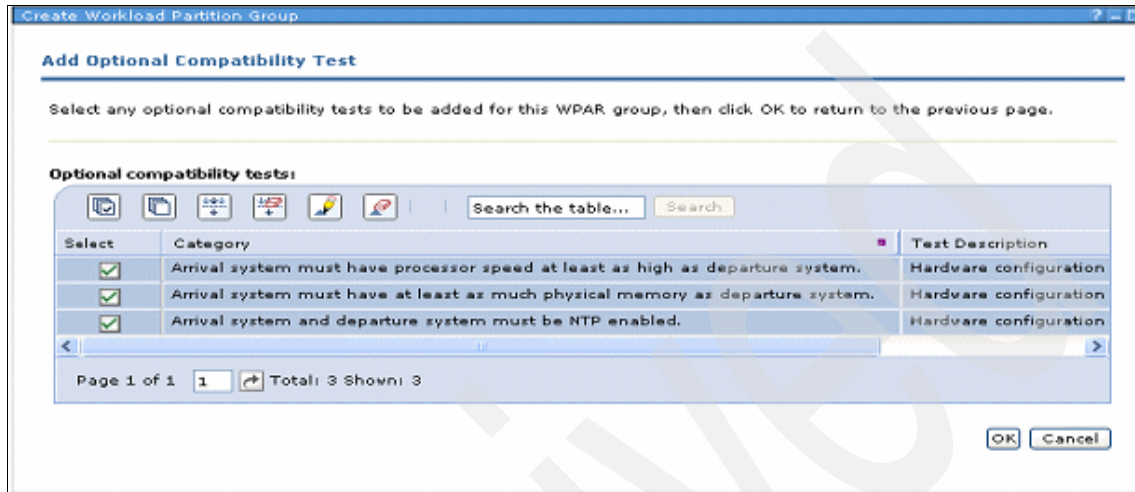 Create Workload Partition Group
Add Optional Compatibility Test
Select any optional compatibility tests to be added for this WPAR group, then click OK to return to the previous page.
Optional compatibility tests:
Search the table... Search
Select Category Test Description
Arrival system must have processor speed at least as high as departure system. Hardware configuration
Arrival system must have at least as much physical memory as departure system. Hardware configuration
Arrival system and departure system must be NTP enabled. Hardware configuration
Page 1 of 1 1 Total: 3 Shown: 3
OK Cancel